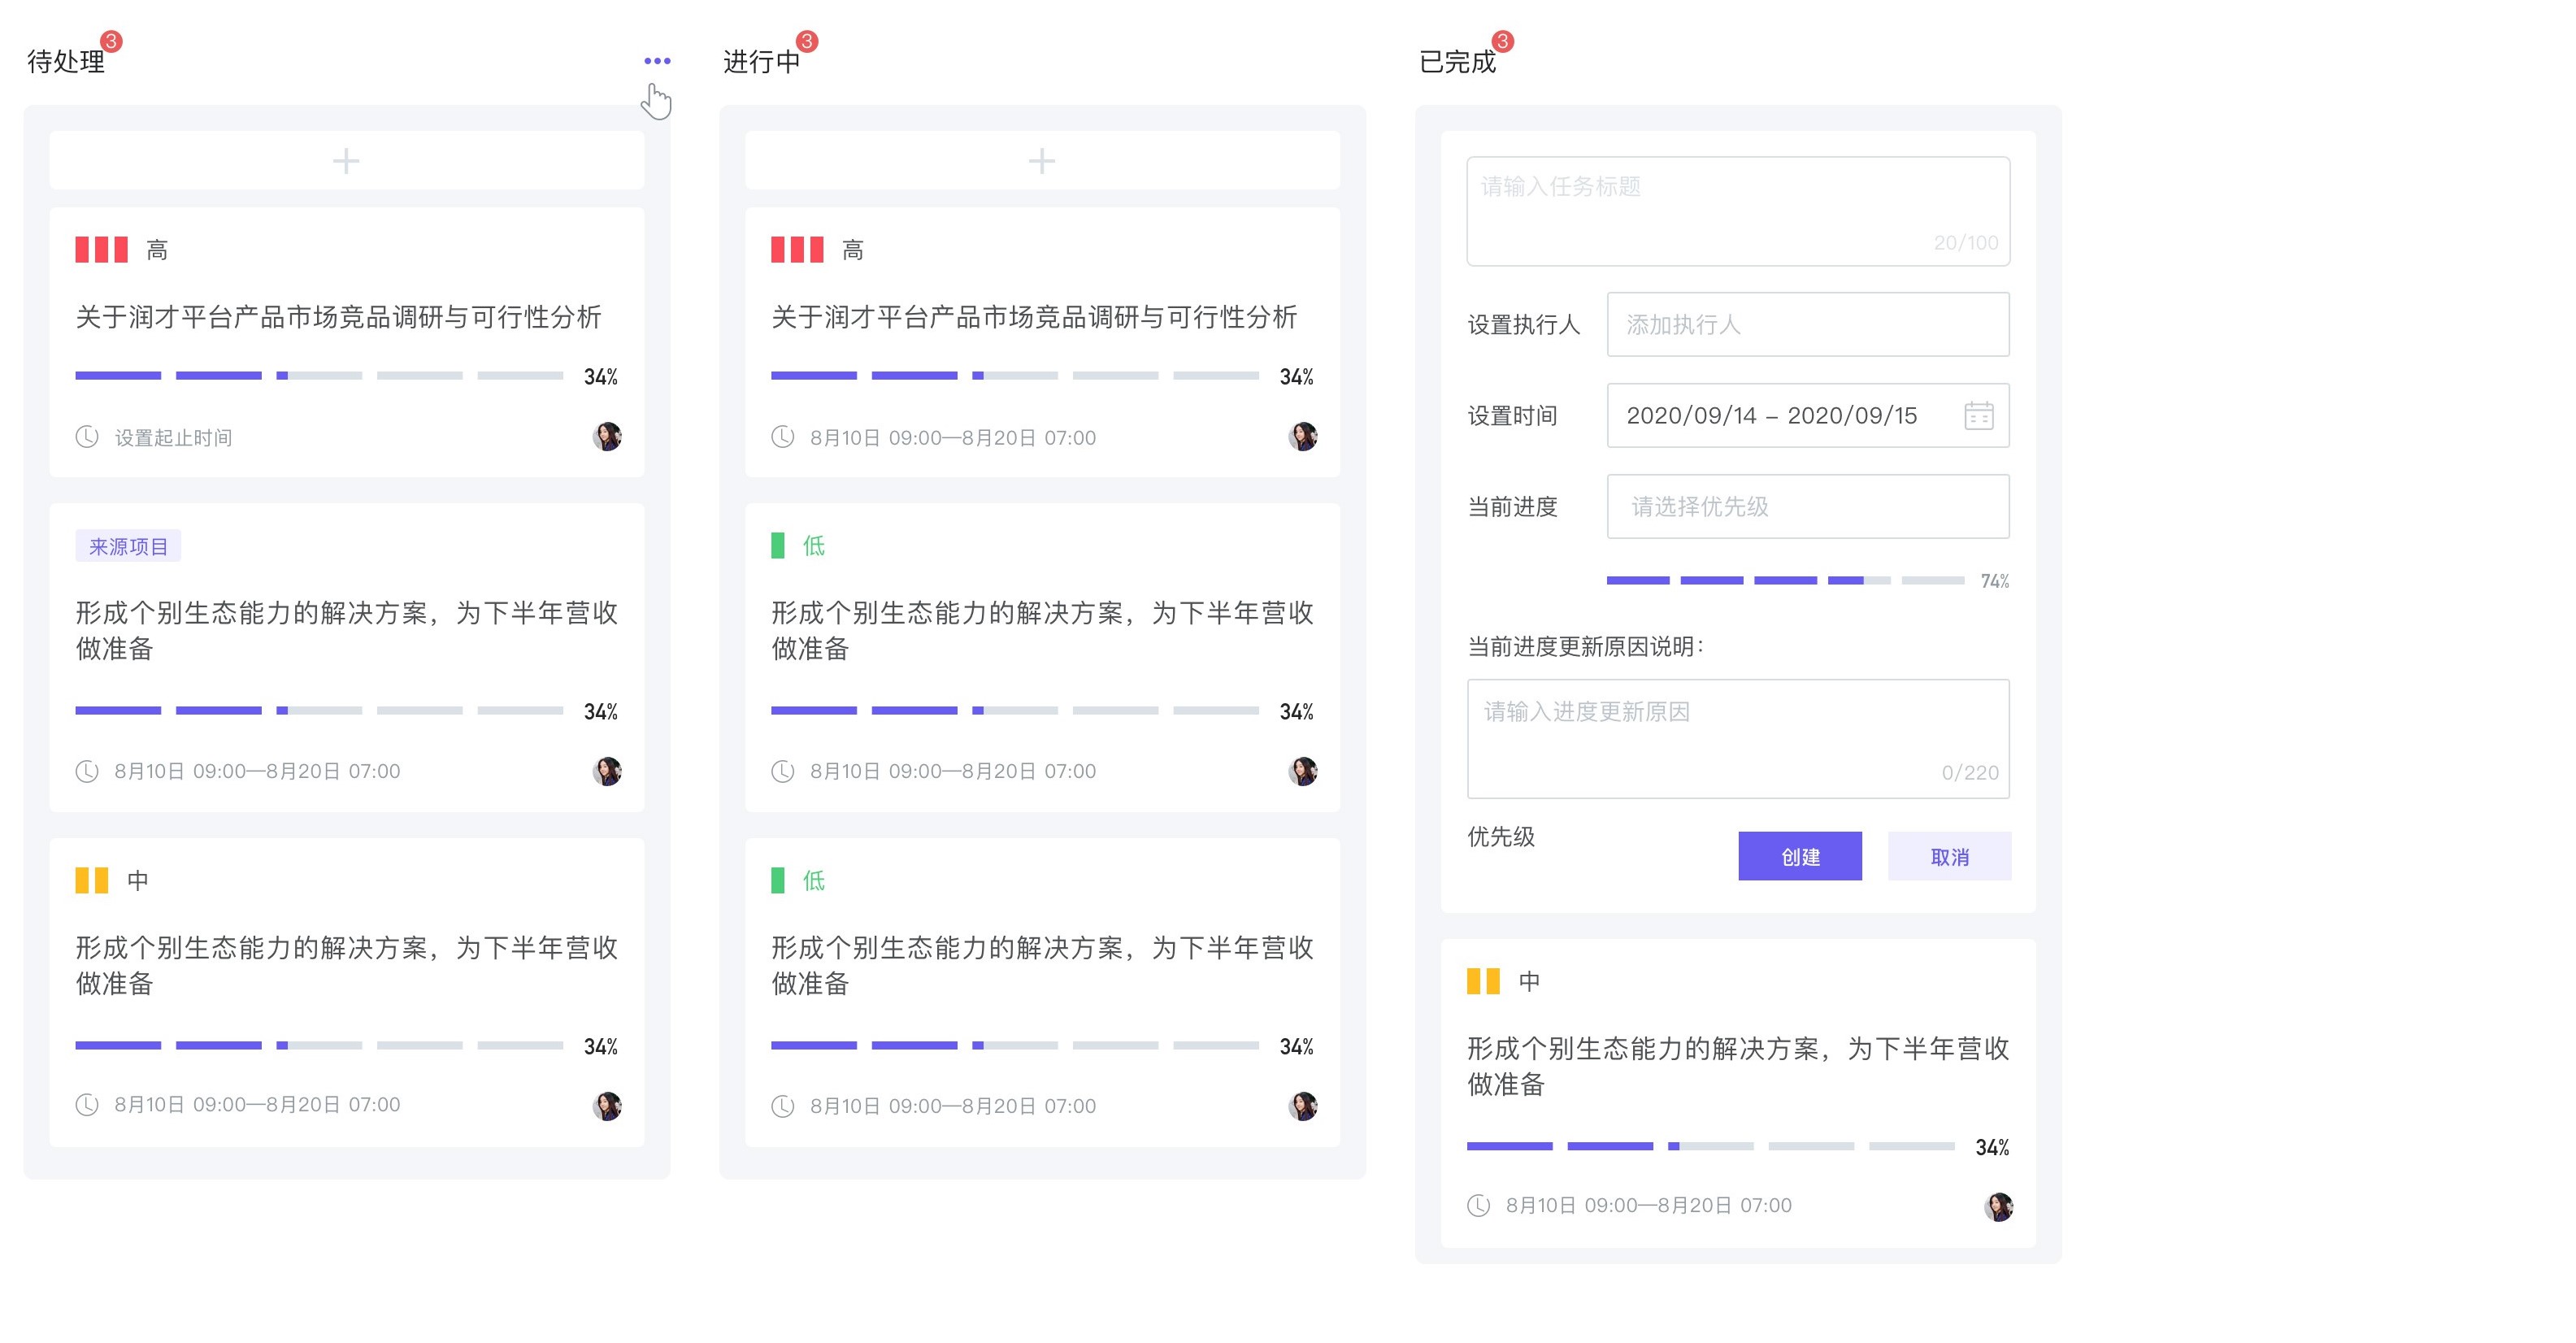 待处理
3
高
关于润才平台产品市场竞品调研与可行性分析
34%
设置起止时间
来源项目
形成个别生态能力的解决方案，为下半年营收
做准备
34%
8月10日 09:00—8月20日 07:00
中
形成个别生态能力的解决方案，为下半年营收
做准备
34%
8月10日 09:00—8月20日 07:00
进行中
3
高
关于润才平台产品市场竞品调研与可行性分析
34%
8月10日 09:00—8月20日 07:00
低
形成个别生态能力的解决方案，为下半年营收
做准备
34%
8月10日 09:00—8月20日 07:00
低
形成个别生态能力的解决方案，为下半年营收
做准备
34%
8月10日 09:00—8月20日 07:00
已完成
3
请输入任务标题
20/100
设置执行人 添加执行人
设置时间 2020/09/14 – 2020/09/15
当前进度 请选择优先级
74%
当前进度更新原因说明：
请输入进度更新原因
0/220
优先级 创建 取消
中
形成个别生态能力的解决方案，为下半年营收
做准备
34%
8月10日 09:00—8月20日 07:00